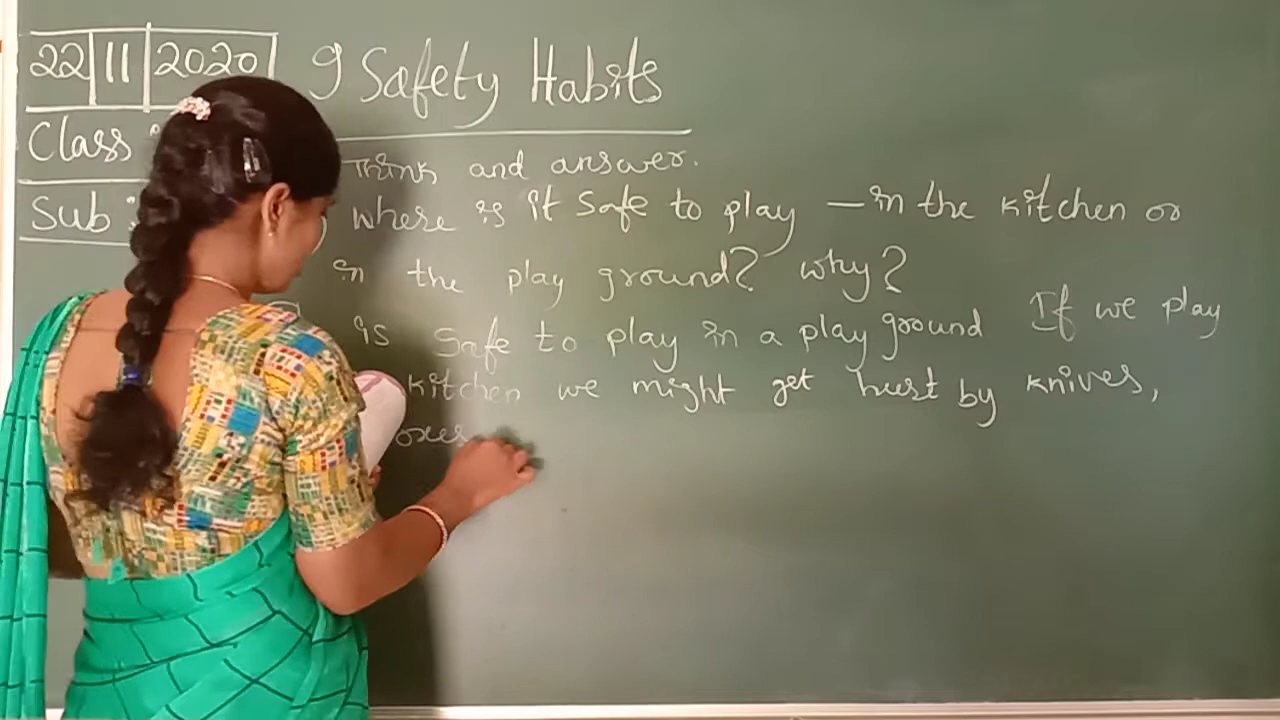 22 11 2020
9 Safety Habits
Class :
Sub :
Think and answer.
Where is it safe to play – in the kitchen or
in the play ground? why?
is safe to play in a play ground If we play
kitchen we might get hurt by knives,